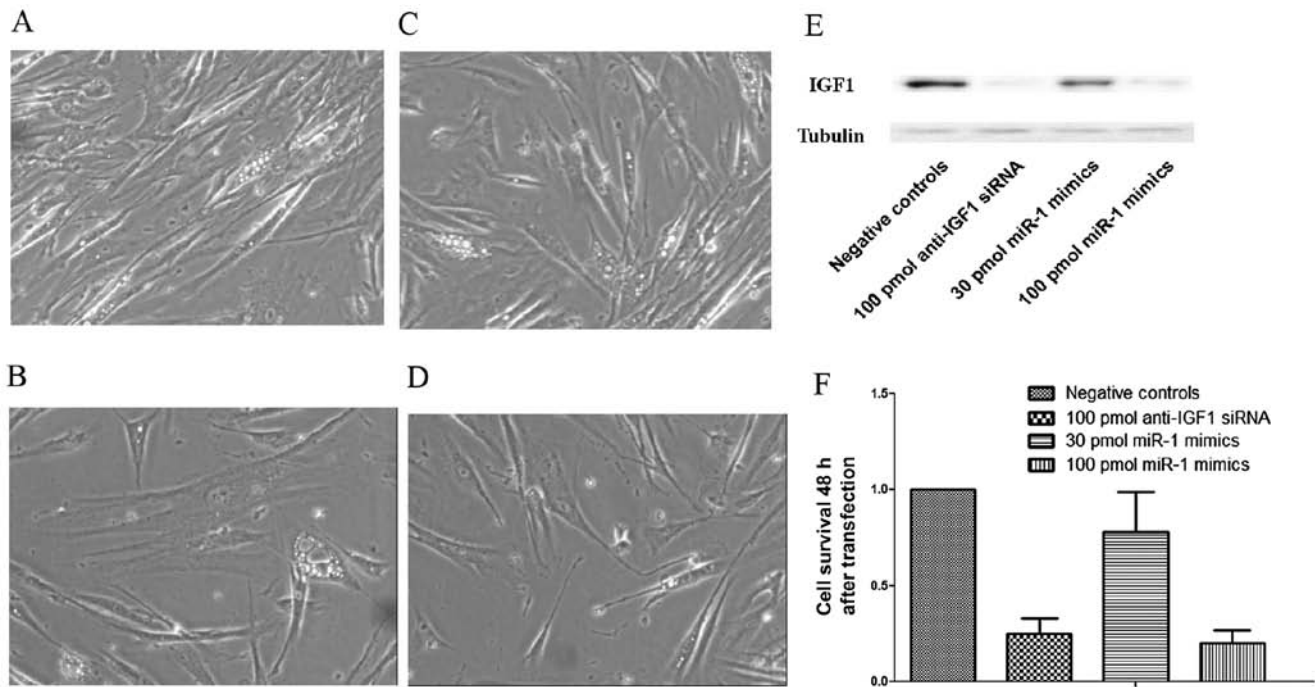 A
C
E
IGF1
Tubulin
Negative controls
100 pmol anti-IGF1 siRNA
30 pmol miR-1 mimics
100 pmol miR-1 mimics
B
D
F
Cell survival 48 h
after transfection
1.5
1.0
0.5
0.0
Negative controls
100 pmol anti-IGF1 siRNA
30 pmol miR-1 mimics
100 pmol miR-1 mimics